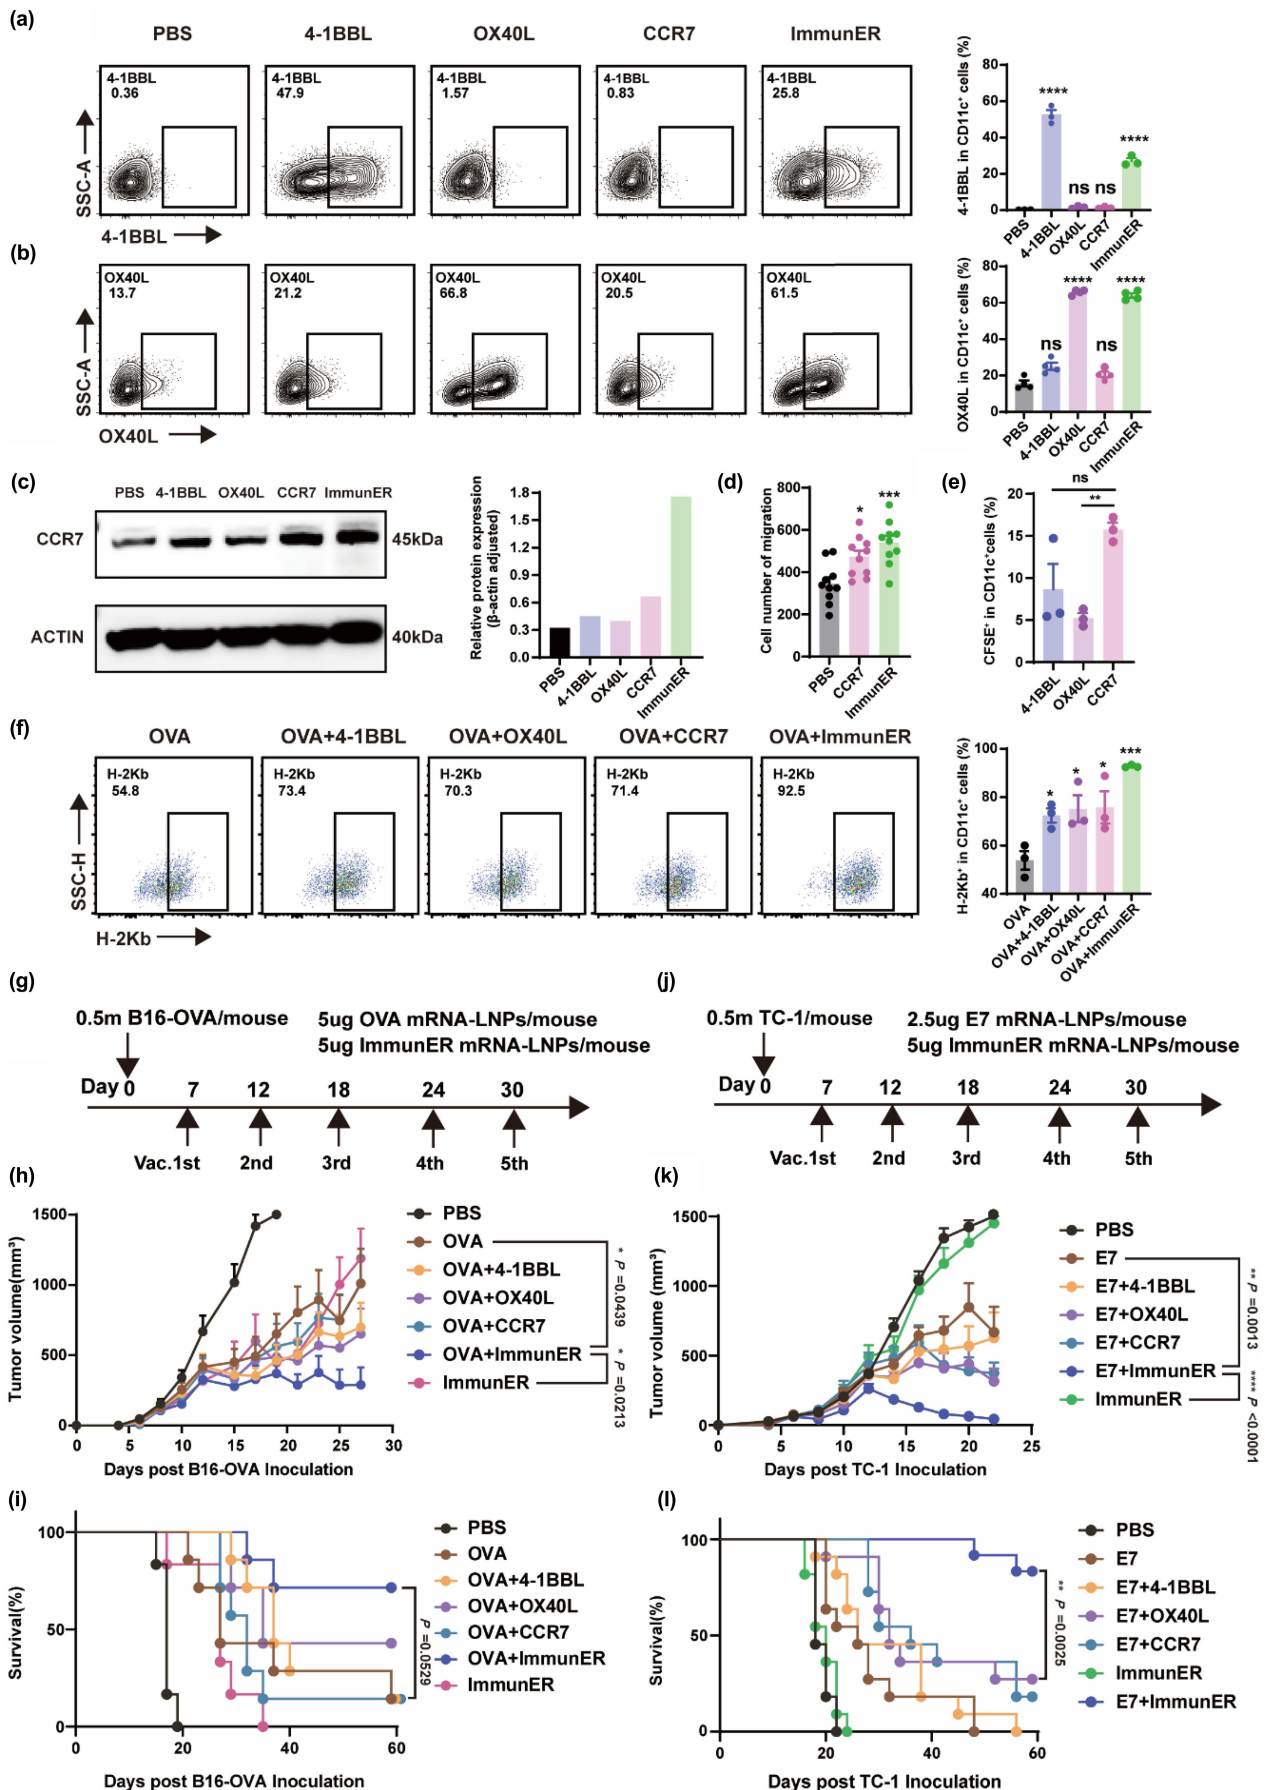 (a)
PBS 4-1BBL OX40L CCR7 ImmunER
4-1BBL 0.36
4-1BBL 47.9
4-1BBL 1.57
4-1BBL 0.83
4-1BBL 25.8
SSC-A
4-1BBL
4-1BBL in CD11c⁺ cells (%)
80
60
40
20
0
**** ns ns ****
PBS 4-1BBL OX40L CCR7 ImmunER
(b)
OX40L 13.7
OX40L 21.2
OX40L 66.8
OX40L 20.5
OX40L 61.5
SSC-A
OX40L
OX40L in CD11c⁺ cells (%)
80
60
40
20
0
ns **** ns ****
PBS 4-1BBL OX40L CCR7 ImmunER
(c)
PBS 4-1BBL OX40L CCR7 ImmunER
CCR7 45kDa
ACTIN 40kDa
Relative protein expression
(β-actin adjusted)
1.8
1.5
1.2
0.9
0.6
0.3
0.0
PBS 4-1BBL OX40L CCR7 ImmunER
(d)
Cell number of migration
800
600
400
200
0
* ***
PBS CCR7 ImmunER
(e)
CFSE⁺ in CD11c⁺cells (%)
20
15
10
5
0
ns
**
4-1BBL OX40L CCR7
(f)
OVA OVA+4-1BBL OVA+OX40L OVA+CCR7 OVA+ImmunER
H-2Kb 54.8
H-2Kb 73.4
H-2Kb 70.3
H-2Kb 71.4
H-2Kb 92.5
SSC-H
H-2Kb
H-2Kb⁺ in CD11c⁺ cells (%)
100
80
60
40
* * * ***
OVA OVA+4-1BBL OVA+OX40L OVA+CCR7 OVA+ImmunER
(g)
0.5m B16-OVA/mouse 5ug OVA mRNA-LNPs/mouse
5ug ImmunER mRNA-LNPs/mouse
Day 0 7 12 18 24 30
Vac.1st 2nd 3rd 4th 5th
(j)
0.5m TC-1/mouse 2.5ug E7 mRNA-LNPs/mouse
5ug ImmunER mRNA-LNPs/mouse
Day 0 7 12 18 24 30
Vac.1st 2nd 3rd 4th 5th
(h)
Tumor volume(mm³)
1500
1000
500
0
0 5 10 15 20 25 30
Days post B16-OVA Inoculation
PBS
OVA
OVA+4-1BBL
OVA+OX40L
OVA+CCR7
OVA+ImmunER
ImmunER
* P =0.0439
* P =0.0213
(k)
Tumor volume (mm³)
1500
1000
500
0
0 5 10 15 20 25
Days post TC-1 Inoculation
PBS
E7
E7+4-1BBL
E7+OX40L
E7+CCR7
E7+ImmunER
ImmunER
** P =0.0013
**** P <0.0001
(i)
Survival(%)
100
50
0
0 20 40 60
Days post B16-OVA Inoculation
PBS
OVA
OVA+4-1BBL
OVA+OX40L
OVA+CCR7
OVA+ImmunER
ImmunER
P =0.0529
(l)
Survival(%)
100
50
0
0 20 40 60
Days post TC-1 Inoculation
PBS
E7
E7+4-1BBL
E7+OX40L
E7+CCR7
ImmunER
E7+ImmunER
** P =0.0025